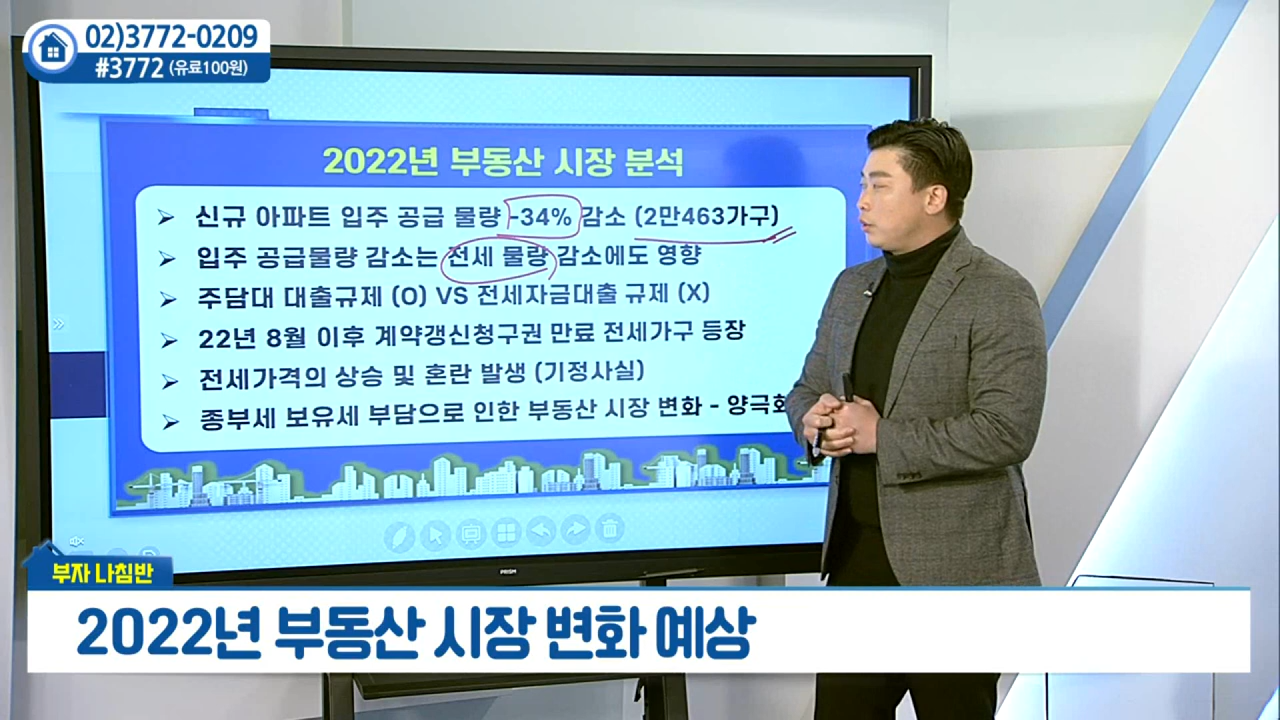 02)3772-0209
#3772 (유료100원)
2022년 부동산 시장 분석
➢ 신규 아파트 입주 공급 물량 -34% 감소 (2만463가구)
➢ 입주 공급물량 감소는 전세 물량 감소에도 영향
➢ 주담대 대출규제 (O) VS 전세자금대출 규제 (X)
➢ 22년 8월 이후 계약갱신청구권 만료 전세가구 등장
➢ 전세가격의 상승 및 혼란 발생 (기정사실)
➢ 종부세 보유세 부담으로 인한 부동산 시장 변화 - 양극화
PRISM
부자 나침반
2022년 부동산 시장 변화 예상